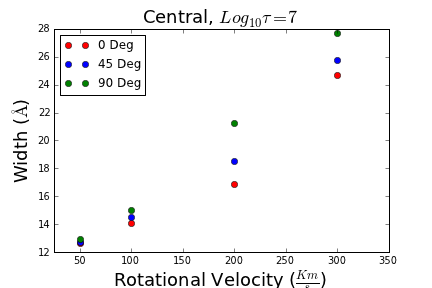 Central, Log10τ=7
28
26
24
22
20
18
16
14
12
Width (Å)
0 Deg
45 Deg
90 Deg
50 100 150 200 250 300 350
Rotational Velocity (Km/s)